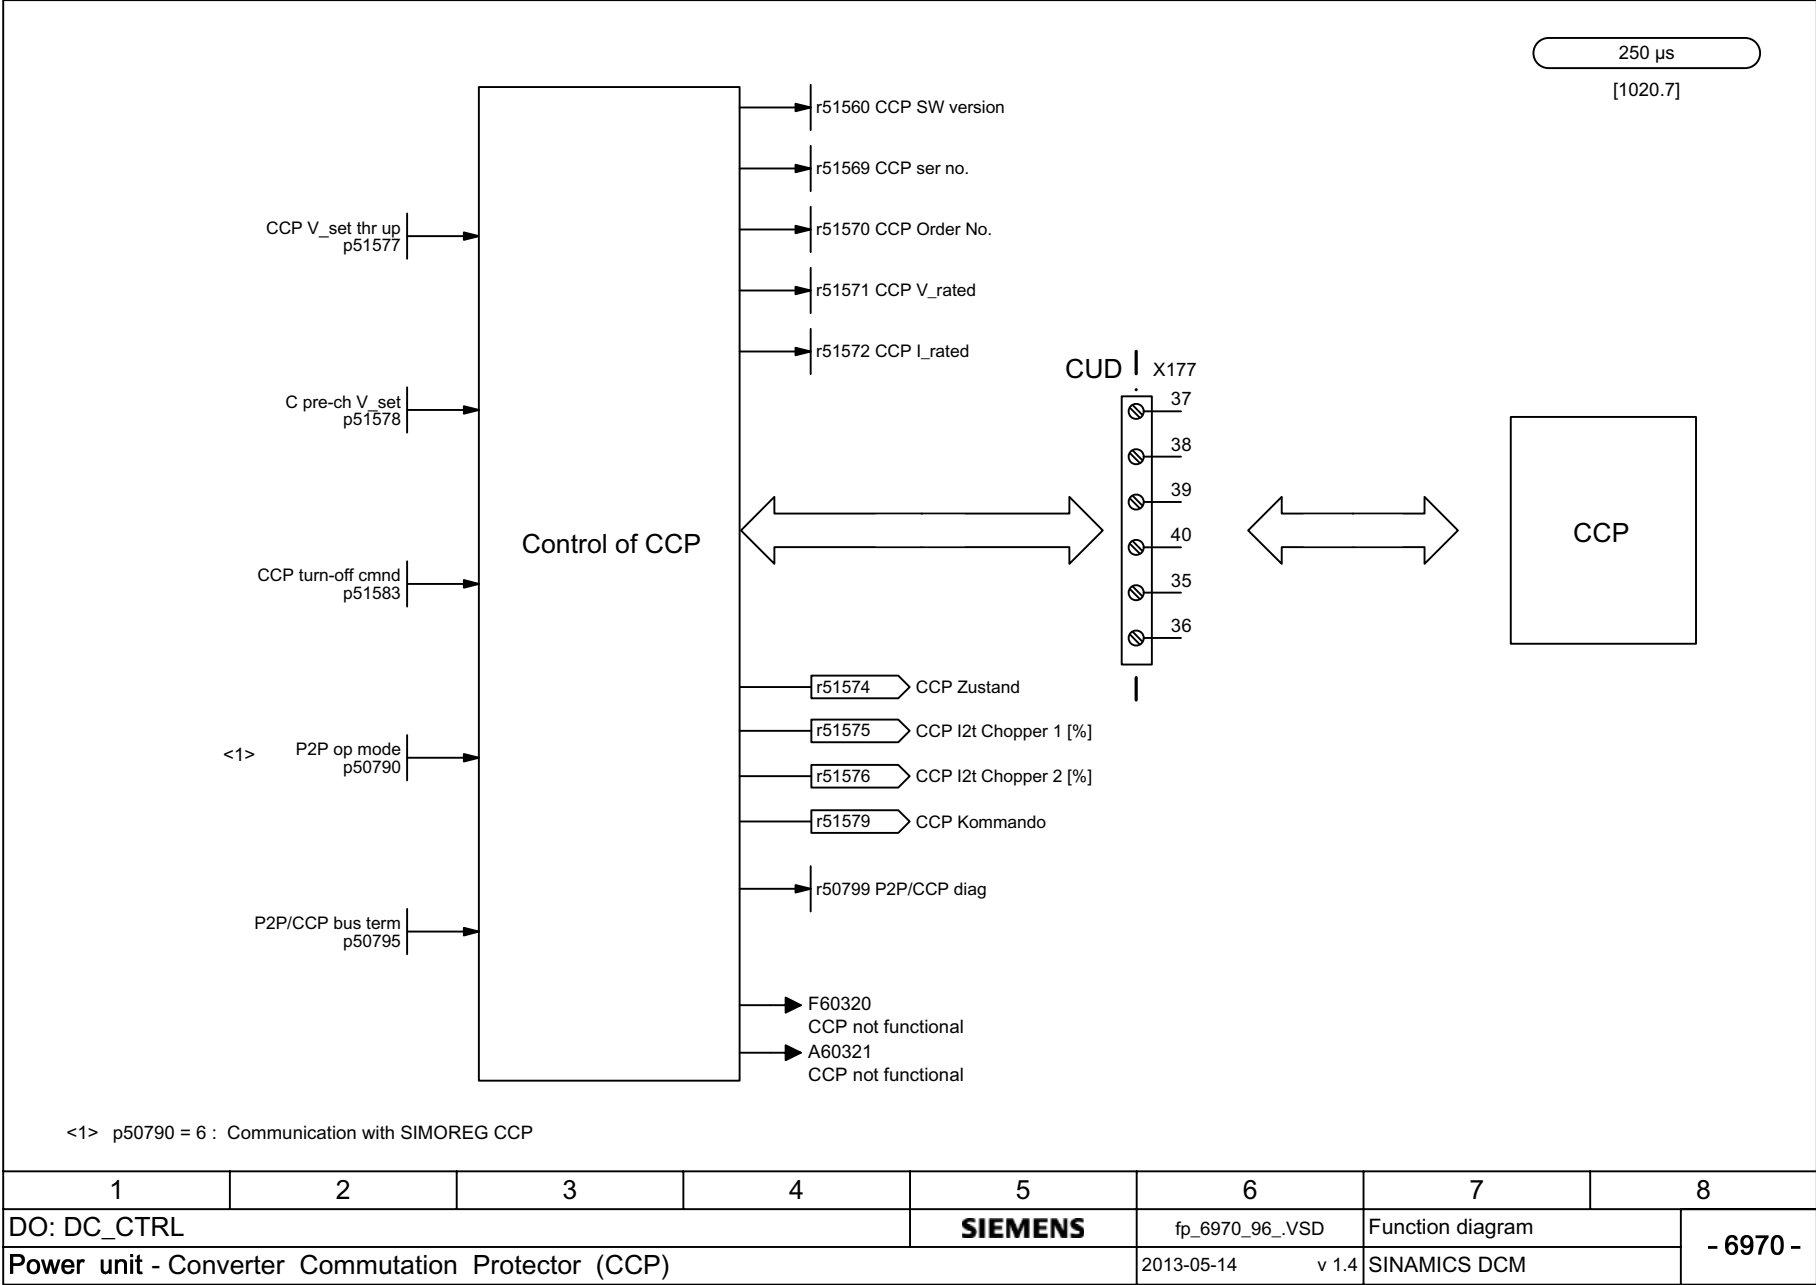 250 µs
[1020.7]
r51560 CCP SW version
r51569 CCP ser no.
r51570 CCP Order No.
r51571 CCP V_rated
r51572 CCP I_rated
CCP V_set thr up
p51577
C pre-ch V_set
p51578
CCP turn-off cmnd
p51583
<1> P2P op mode
p50790
P2P/CCP bus term
p50795
Control of CCP
CUD X177
37
38
39
40
35
36
CCP
r51574 CCP Zustand
r51575 CCP I2t Chopper 1 [%]
r51576 CCP I2t Chopper 2 [%]
r51579 CCP Kommando
r50799 P2P/CCP diag
F60320
CCP not functional
A60321
CCP not functional
<1> p50790 = 6 : Communication with SIMOREG CCP
1 2 3 4 5 6 7 8
DO: DC_CTRL SIEMENS fp_6970_96_.VSD Function diagram
- 6970 -
Power unit - Converter Commutation Protector (CCP) 2013-05-14 v 1.4 SINAMICS DCM